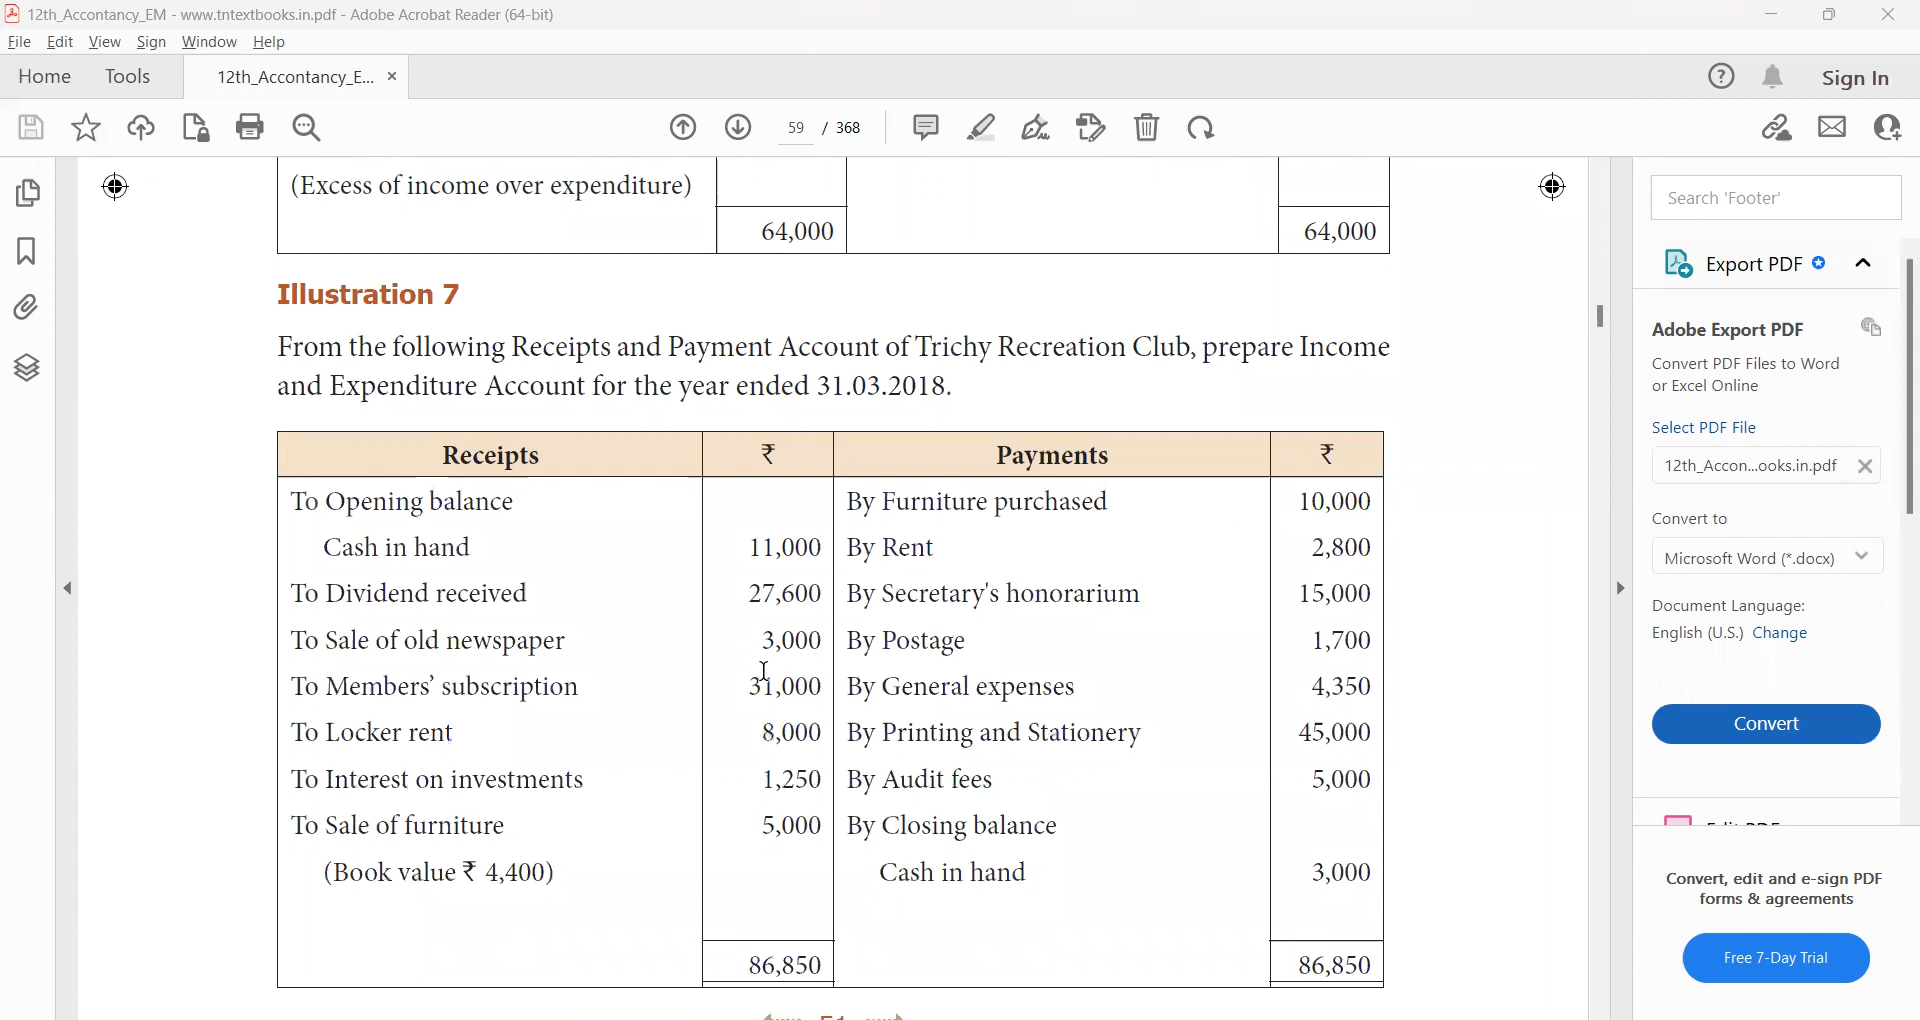 12th_Accontancy_EM - www.tntextbooks.in.pdf - Adobe Acrobat Reader (64-bit)
File Edit View Sign Window Help
Home Tools 12th_Accontancy_E... × Sign In
59 / 368
(Excess of income over expenditure)
64,000 64,000
Illustration 7
From the following Receipts and Payment Account of Trichy Recreation Club, prepare Income
and Expenditure Account for the year ended 31.03.2018.
Receipts ₹ Payments ₹
To Opening balance By Furniture purchased 10,000
Cash in hand 11,000 By Rent 2,800
To Dividend received 27,600 By Secretary's honorarium 15,000
To Sale of old newspaper 3,000 By Postage 1,700
To Members’ subscription 31,000 By General expenses 4,350
To Locker rent 8,000 By Printing and Stationery 45,000
To Interest on investments 1,250 By Audit fees 5,000
To Sale of furniture 5,000 By Closing balance
(Book value ₹ 4,400) Cash in hand 3,000
86,850 86,850
Search 'Footer'
Export PDF
Adobe Export PDF
Convert PDF Files to Word
or Excel Online
Select PDF File
12th_Accon...ooks.in.pdf
Convert to
Microsoft Word (*.docx)
Document Language:
English (U.S.) Change
Convert
Convert, edit and e-sign PDF
forms & agreements
Free 7-Day Trial